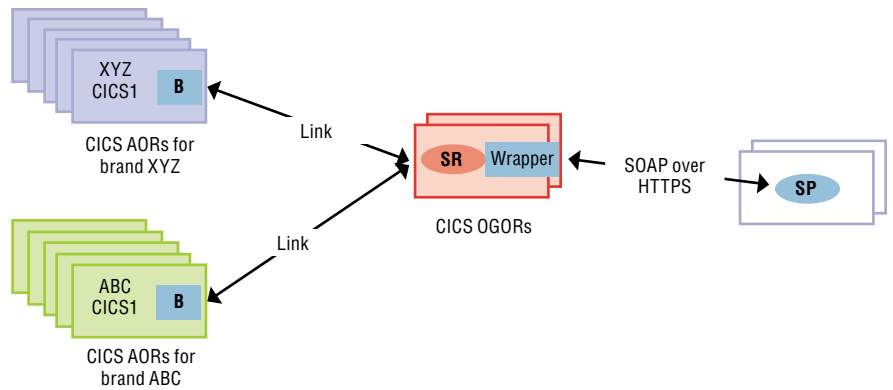 XYZ
CICS1
B
CICS AORs for
brand XYZ
Link
SR
Wrapper
CICS OGORs
SOAP over
HTTPS
SP
ABC
CICS1
B
Link
CICS AORs for
brand ABC